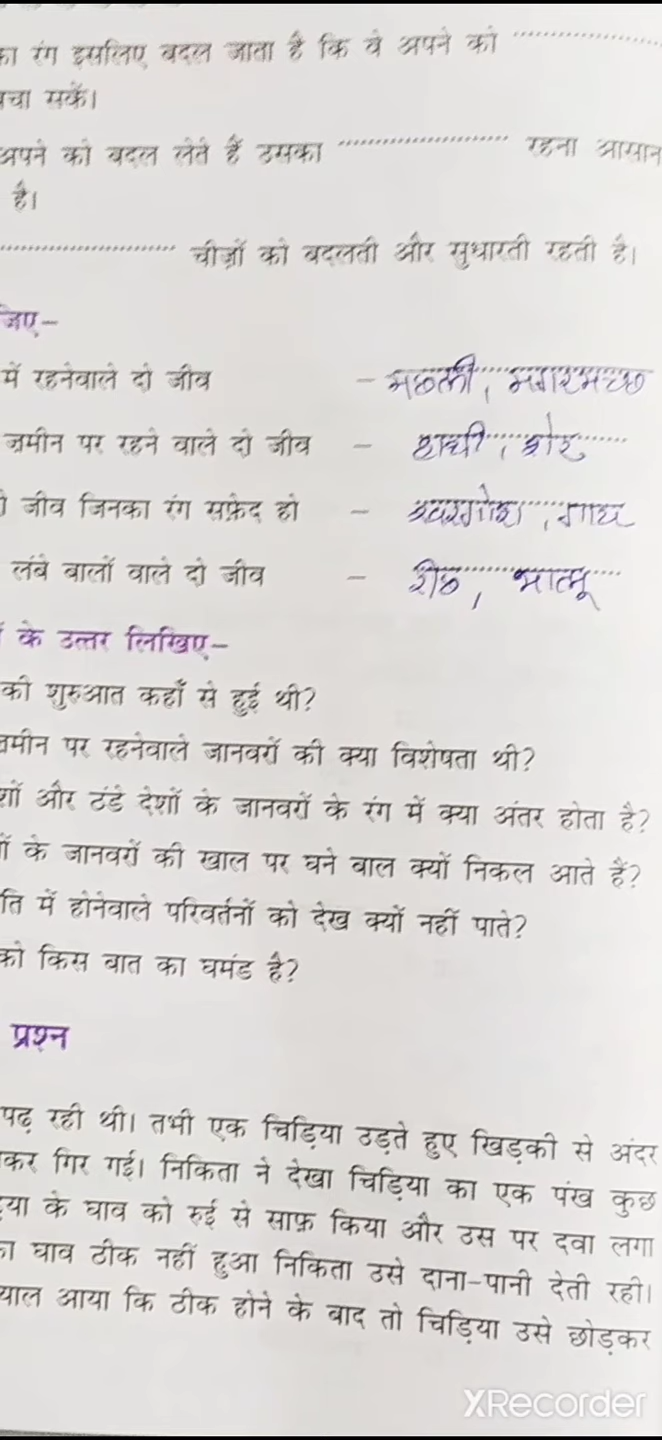 का रंग इसलिए बदल जाता है कि वे अपने को ........................
बचा सकें।
अपने को बदल लेते हैं उसका ........................ रहना आसान
है।
........................ चीज़ों को बदलती और सुधारती रहती है।
जिए–
में रहनेवाले दो जीव – मछली, मगरमच्छ
ज़मीन पर रहने वाले दो जीव – हाथी, शेर
जीव जिनका रंग सफ़ेद हो – खरगोश, गाय
लंबे बालों वाले दो जीव – रीछ, भालू
के उत्तर लिखिए–
की शुरुआत कहाँ से हुई थी?
ज़मीन पर रहनेवाले जानवरों की क्या विशेषता थी?
शों और ठंडे देशों के जानवरों के रंग में क्या अंतर होता है?
के जानवरों की खाल पर घने बाल क्यों निकल आते हैं?
ति में होनेवाले परिवर्तनों को देख क्यों नहीं पाते?
को किस बात का घमंड है?
प्रश्न
पढ़ रही थी। तभी एक चिड़िया उड़ते हुए खिड़की से अंदर
कर गिर गई। निकिता ने देखा चिड़िया का एक पंख कुछ
या के घाव को रुई से साफ़ किया और उस पर दवा लगा
का घाव ठीक नहीं हुआ निकिता उसे दाना-पानी देती रही।
याल आया कि ठीक होने के बाद तो चिड़िया उसे छोड़कर
XRecorder